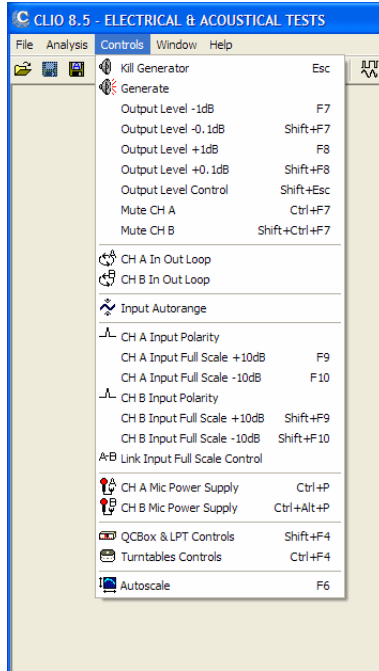 CLIO 8.5 - ELECTRICAL & ACOUSTICAL TESTS
File Analysis Controls Window Help
Kill Generator Esc
Generate
Output Level -1dB F7
Output Level -0.1dB Shift+F7
Output Level +1dB F8
Output Level +0.1dB Shift+F8
Output Level Control Shift+Esc
Mute CH A Ctrl+F7
Mute CH B Shift+Ctrl+F7
CH A In Out Loop
CH B In Out Loop
Input Autorange
CH A Input Polarity
CH A Input Full Scale +10dB F9
CH A Input Full Scale -10dB F10
CH B Input Polarity
CH B Input Full Scale +10dB Shift+F9
CH B Input Full Scale -10dB Shift+F10
A-B Link Input Full Scale Control
CH A Mic Power Supply Ctrl+P
CH B Mic Power Supply Ctrl+Alt+P
QCBox & LPT Controls Shift+F4
Turntables Controls Ctrl+F4
Autoscale F6